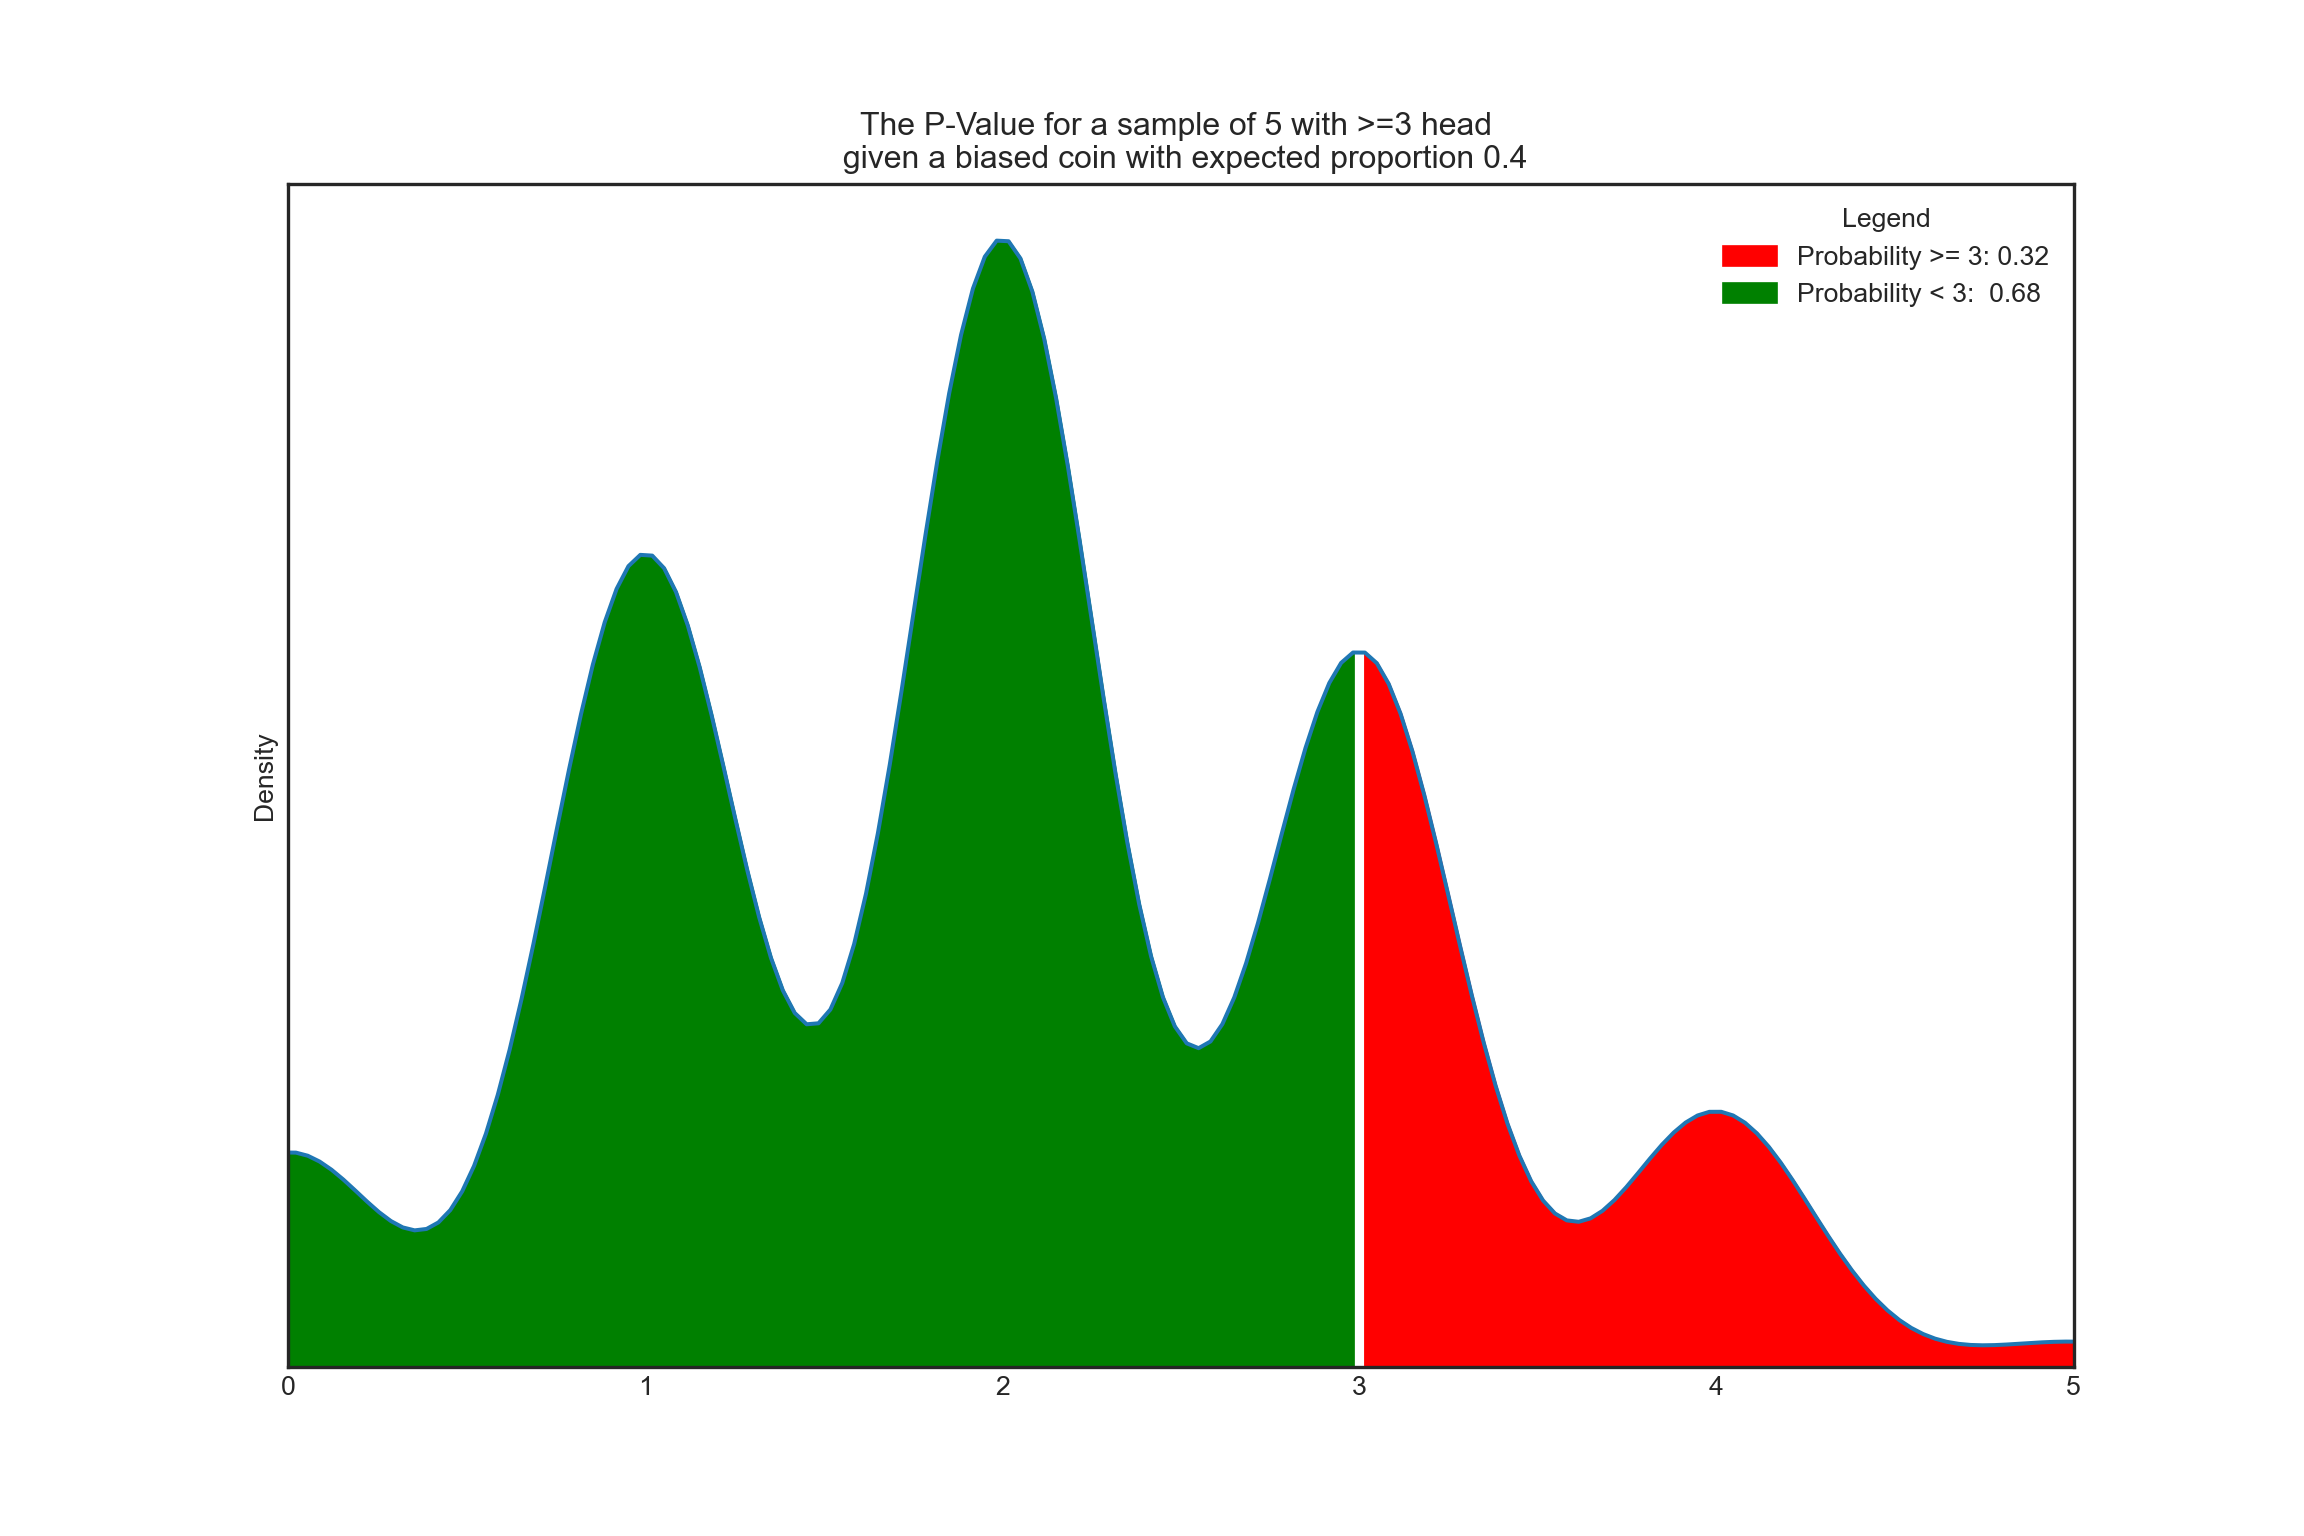 The P-Value for a sample of 5 with >=3 head
given a biased coin with expected proportion 0.4
Legend
Probability >= 3: 0.32
Probability < 3:  0.68
Density
0 1 2 3 4 5